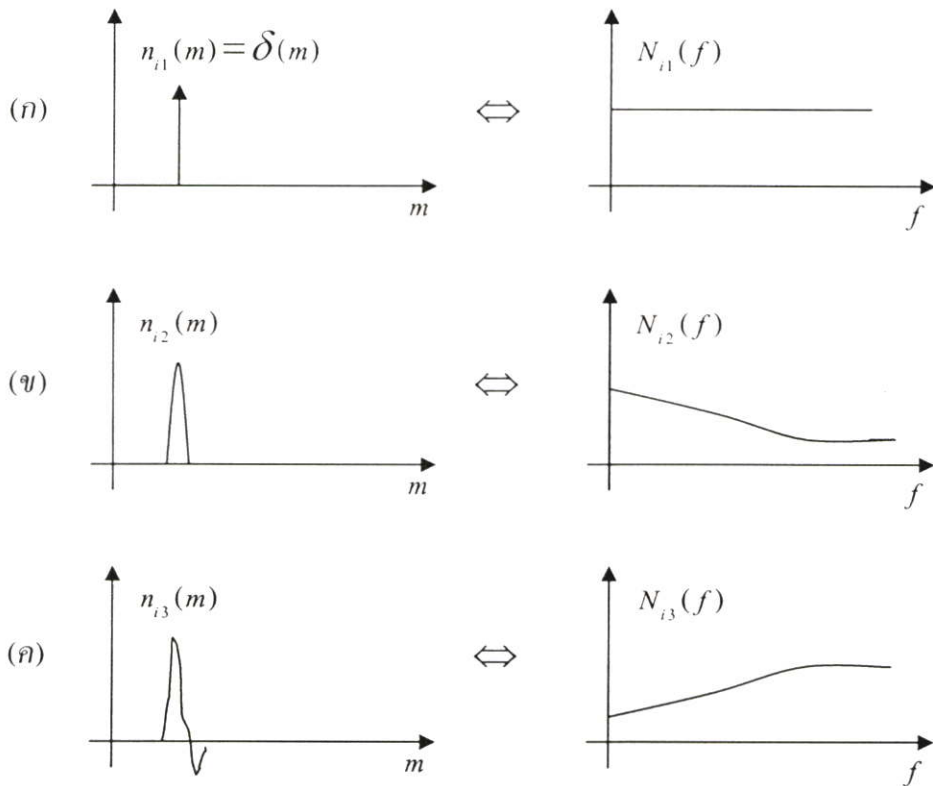 n_{i1}(m) = δ(m)
N_{i1}(f)
(ก)
⇔
m
f
n_{i2}(m)
N_{i2}(f)
(ข)
⇔
m
f
n_{i3}(m)
N_{i3}(f)
(ค)
⇔
m
f